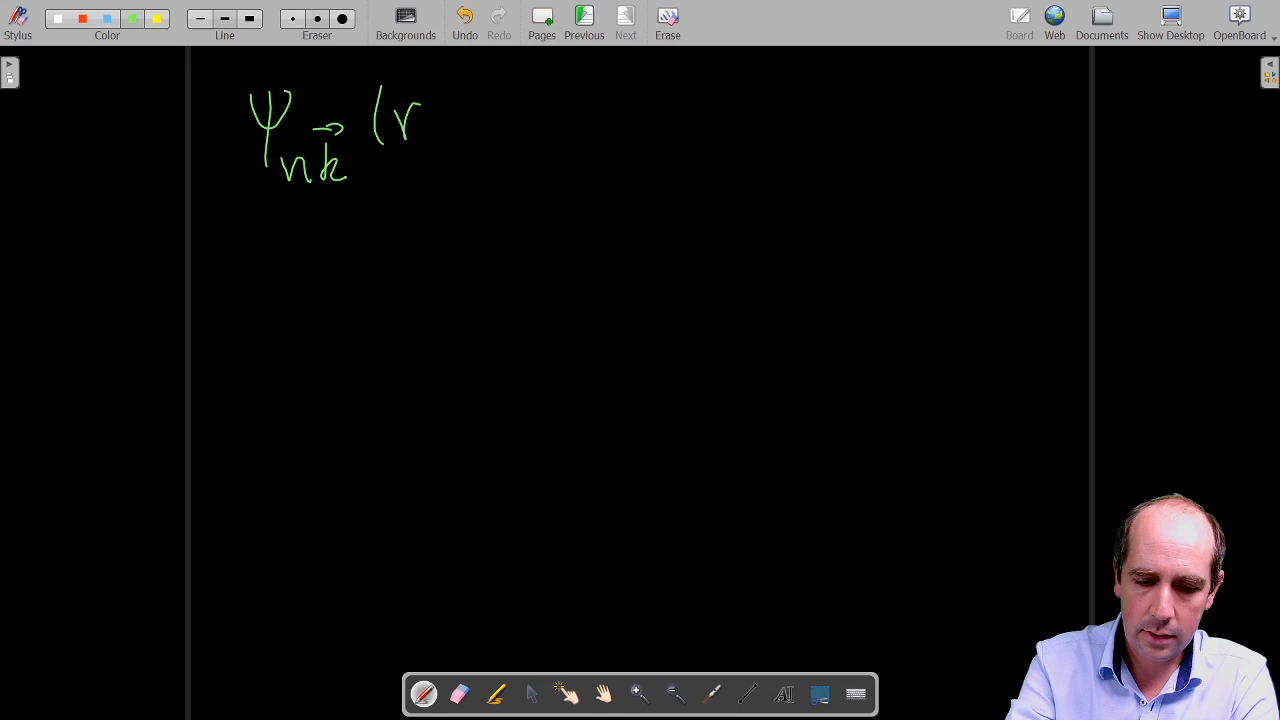 Stylus Color Line Eraser Backgrounds Undo Redo Pages Previous Next Erase Board Web Documents Show Desktop OpenBoard
ψ_{n\vec{k}} (r
AI